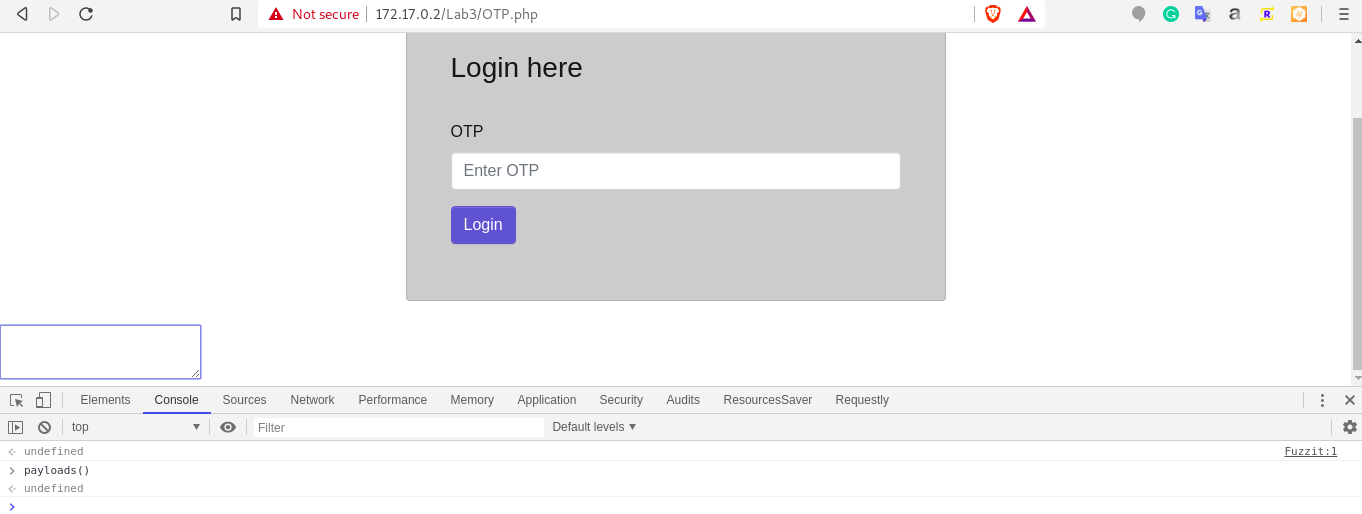 Not secure 172.17.0.2/Lab3/OTP.php
Login here
OTP
Enter OTP
Login
Elements Console Sources Network Performance Memory Application Security Audits ResourcesSaver Requestly
top Filter Default levels
undefined Fuzzit:1
payloads()
undefined